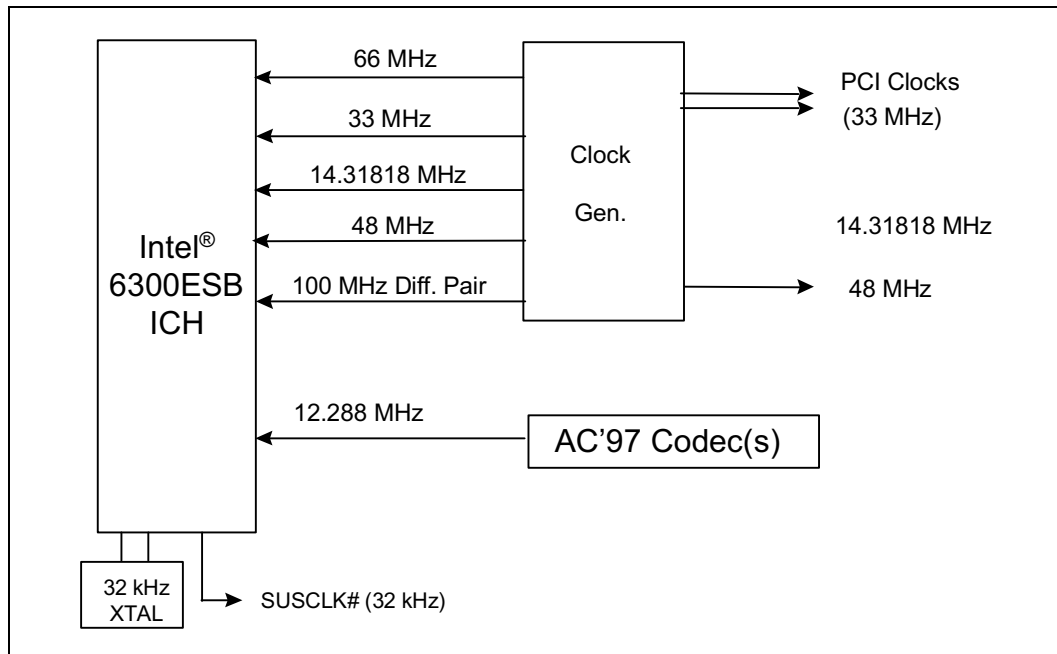 66 MHz
33 MHz
14.31818 MHz
48 MHz
100 MHz Diff. Pair
12.288 MHz
Intel®
6300ESB
ICH
Clock
Gen.
PCI Clocks
(33 MHz)
14.31818 MHz
48 MHz
AC'97 Codec(s)
32 kHz
XTAL
SUSCLK# (32 kHz)